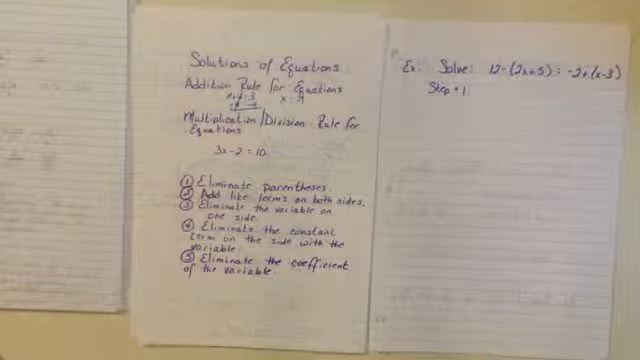 Solutions of Equations
Addition Rule for Equations
x+4=3
-4 -4
x = -1
Multiplication/Division Rule for
Equations
3x-2=10
① Eliminate parentheses.
② Add like terms on both sides.
③ Eliminate the variable on
one side.
④ Eliminate the constant
term on the side with the
variable.
⑤ Eliminate the coefficient
of the variable.
Ex. Solve: 12-(2x+5) = -2+(x-3)
Step #1